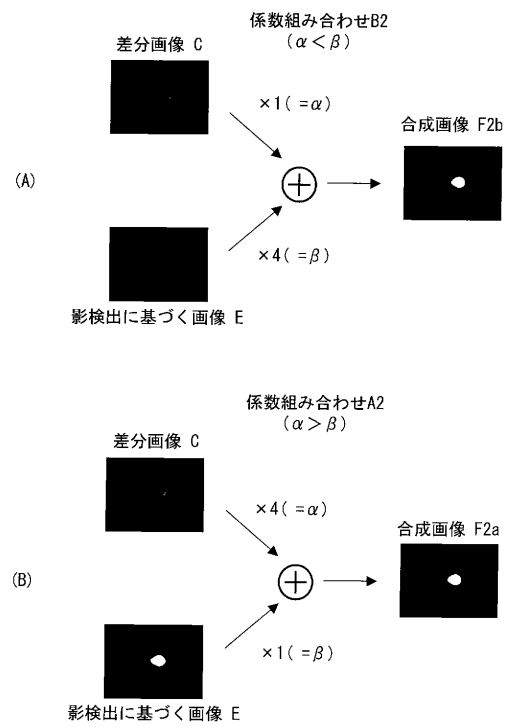 係数組み合わせB2
(α<β)
差分画像 C
×1(=α)
合成画像 F2b
(A)
×4(=β)
影検出に基づく画像 E
係数組み合わせA2
(α>β)
差分画像 C
×4(=α)
合成画像 F2a
(B)
×1(=β)
影検出に基づく画像 E